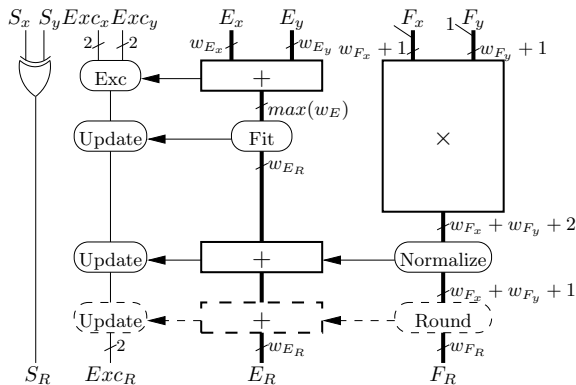 S_x S_y Exc_x Exc_y E_x E_y F_x F_y
2 2 w_{E_x} w_{E_y} w_{F_x} + 1 1 w_{F_y} + 1
Exc +
max(w_E)
Update Fit ×
w_{E_R}
w_{F_x} + w_{F_y} + 2
Update + Normalize
w_{F_x} + w_{F_y} + 1
Update + Round
2 w_{E_R} w_{F_R}
S_R Exc_R E_R F_R